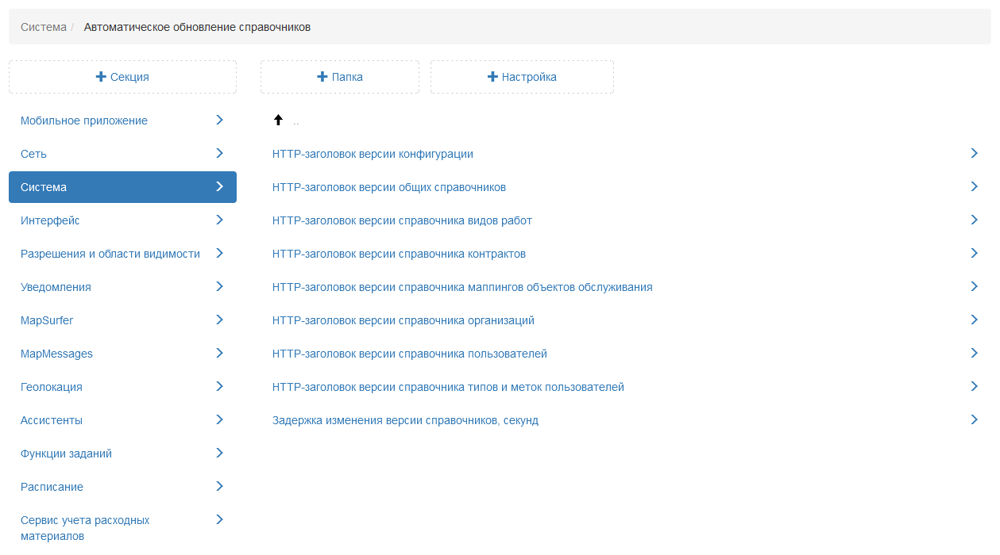 Система / Автоматическое обновление справочников
Секция
Папка
Настройка
Мобильное приложение
Сеть
Система
Интерфейс
Разрешения и области видимости
Уведомления
MapSurfer
MapMessages
Геолокация
Ассистенты
Функции заданий
Расписание
Сервис учета расходных
материалов
..
HTTP-заголовок версии конфигурации
HTTP-заголовок версии общих справочников
HTTP-заголовок версии справочника видов работ
HTTP-заголовок версии справочника контрактов
HTTP-заголовок версии справочника маппингов объектов обслуживания
HTTP-заголовок версии справочника организаций
HTTP-заголовок версии справочника пользователей
HTTP-заголовок версии справочника типов и меток пользователей
Задержка изменения версии справочников, секунд